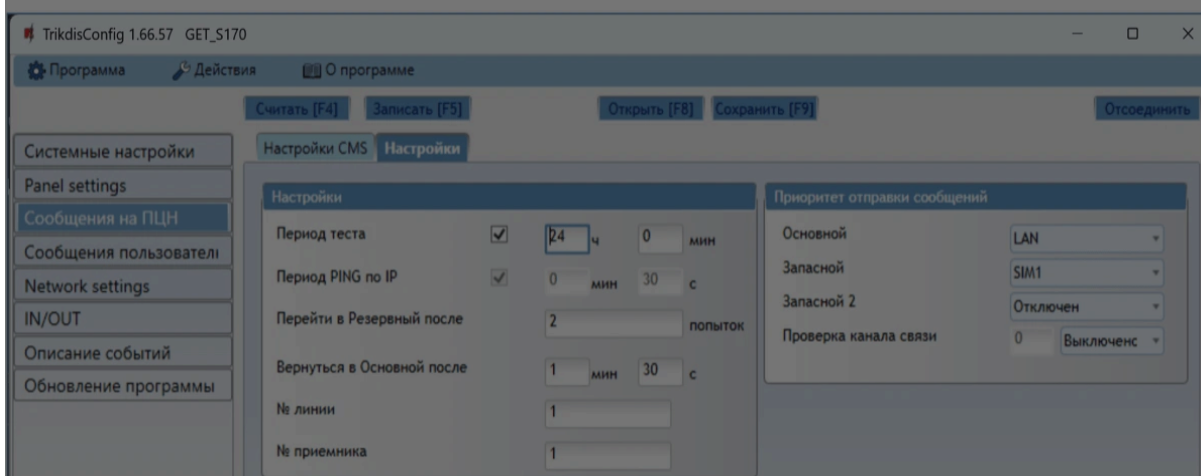 TrikdisConfig 1.66.57 GET_S170
Программа Действия О программе
Считать [F4] Записать [F5] Открыть [F8] Сохранить [F9] Отсоединить
Системные настройки
Panel settings
Сообщения на ПЦН
Сообщения пользовател
Network settings
IN/OUT
Описание событий
Обновление программы
Настройки CMS Настройки
Настройки
Период теста 24 ч 0 мин
Период PING по IP 0 мин 30 с
Перейти в Резервный после 2 попыток
Вернуться в Основной после 1 мин 30 с
№ линии 1
№ приемника 1
Приоритет отправки сообщений
Основной LAN
Запасной SIM1
Запасной 2 Отключен
Проверка канала связи 0 Выключенс